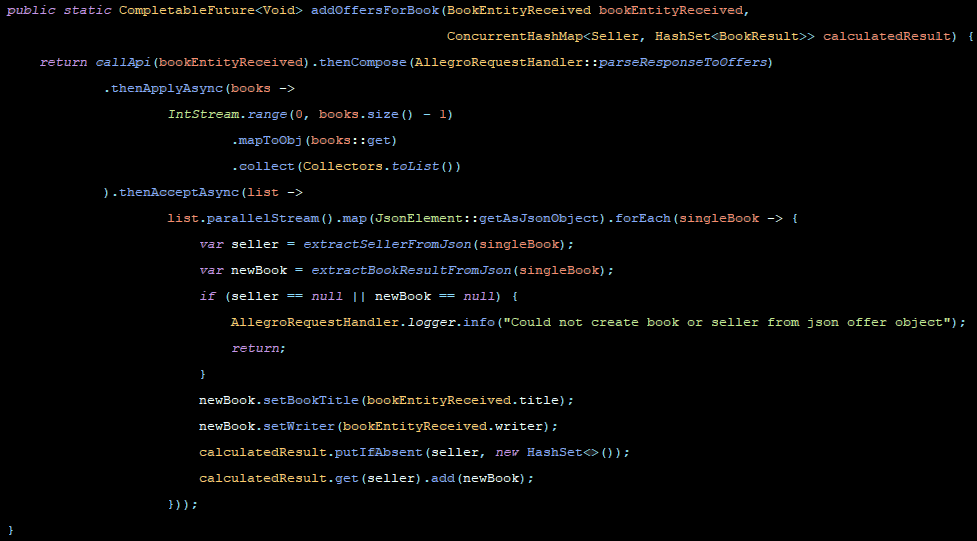 public static CompletableFuture<Void> addOffersForBook(BookEntityReceived bookEntityReceived,
ConcurrentHashMap<Seller, HashSet<BookResult>> calculatedResult) {
return callApi(bookEntityReceived).thenCompose(AllegroRequestHandler::parseResponseToOffers)
.thenApplyAsync(books ->
IntStream.range(0, books.size() - 1)
.mapToObj(books::get)
.collect(Collectors.toList())
).thenAcceptAsync(list ->
list.parallelStream().map(JsonElement::getAsJsonObject).forEach(singleBook -> {
var seller = extractSellerFromJson(singleBook);
var newBook = extractBookResultFromJson(singleBook);
if (seller == null || newBook == null) {
AllegroRequestHandler.logger.info("Could not create book or seller from json offer object");
return;
}
newBook.setBookTitle(bookEntityReceived.title);
newBook.setWriter(bookEntityReceived.writer);
calculatedResult.putIfAbsent(seller, new HashSet<>());
calculatedResult.get(seller).add(newBook);
}));
}